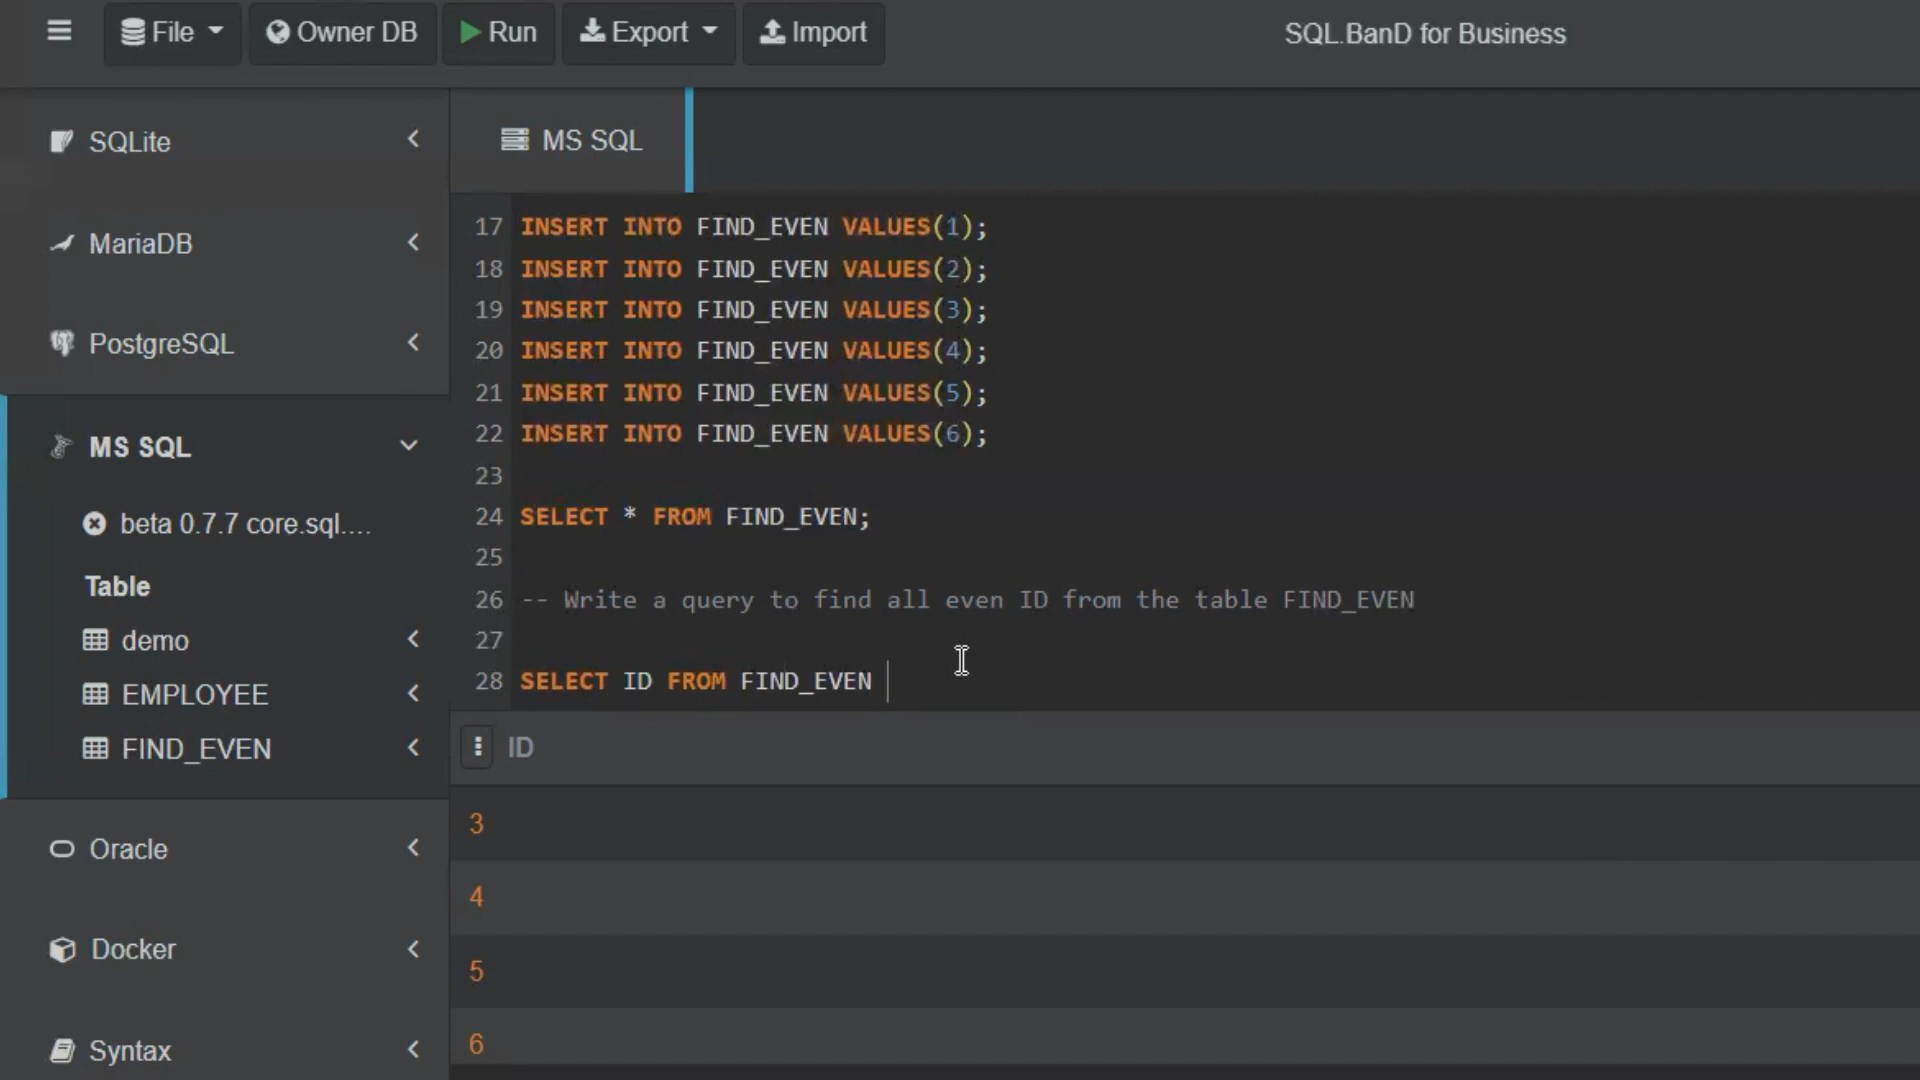 File Owner DB Run Export Import SQL.BanD for Business
SQLite
MariaDB
PostgreSQL
MS SQL
beta 0.7.7 core.sql....
Table
demo
EMPLOYEE
FIND_EVEN
Oracle
Docker
Syntax
MS SQL
17 INSERT INTO FIND_EVEN VALUES(1);
18 INSERT INTO FIND_EVEN VALUES(2);
19 INSERT INTO FIND_EVEN VALUES(3);
20 INSERT INTO FIND_EVEN VALUES(4);
21 INSERT INTO FIND_EVEN VALUES(5);
22 INSERT INTO FIND_EVEN VALUES(6);
23
24 SELECT * FROM FIND_EVEN;
25
26 -- Write a query to find all even ID from the table FIND_EVEN
27
28 SELECT ID FROM FIND_EVEN
ID
3
4
5
6